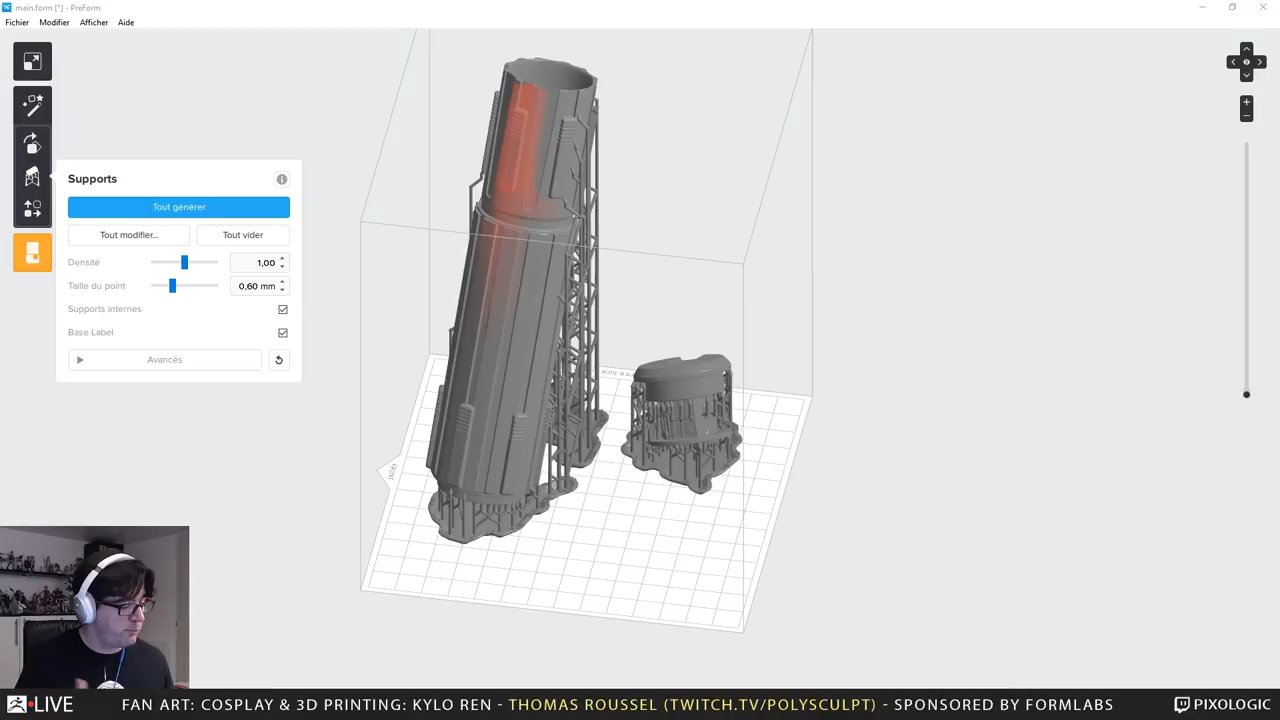 main.form [*] - PreForm
Fichier Modifier Afficher Aide
Supports
Tout générer
Tout modifier... Tout vider
Densité 1,00
Taille du point 0,60 mm
Supports internes
Base Label
Avancés
FRONT
LIVE FAN ART: COSPLAY & 3D PRINTING: KYLO REN - THOMAS ROUSSEL (TWITCH.TV/POLYSCULPT) - SPONSORED BY FORMLABS PIXOLOGIC